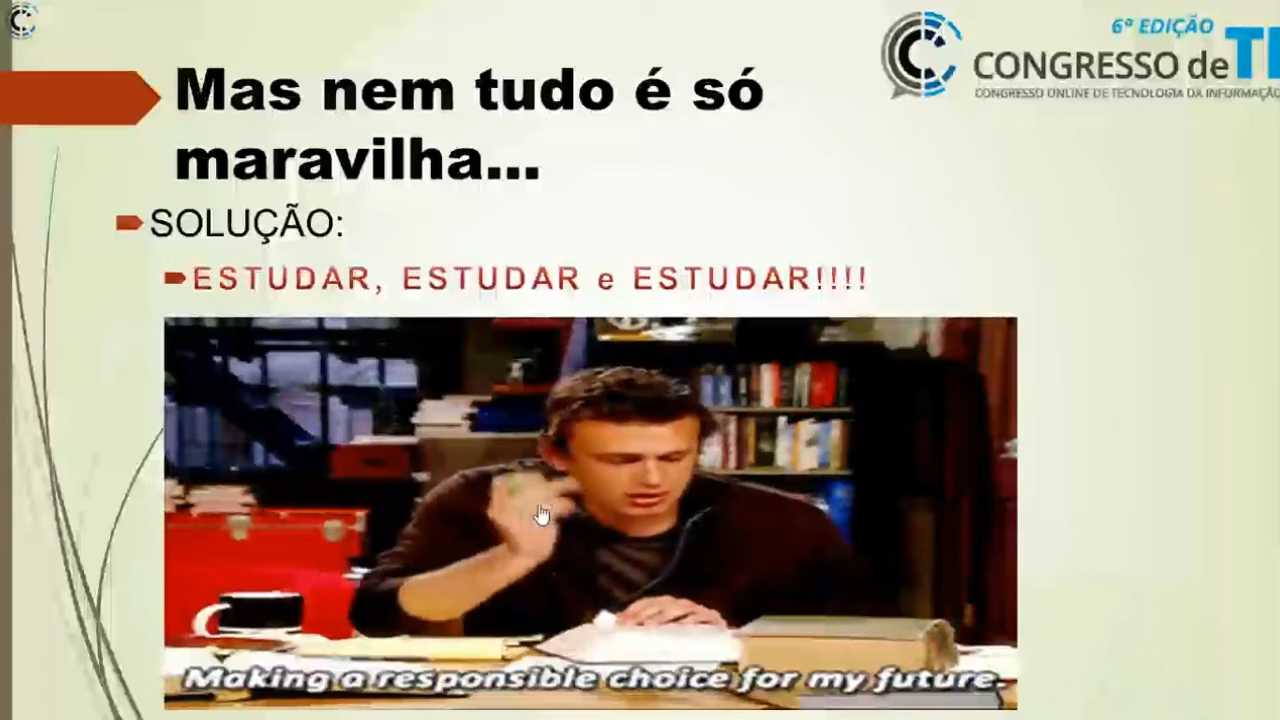 6ª EDIÇÃO
CONGRESSO de TI
CONGRESSO ONLINE DE TECNOLOGIA DA INFORMAÇÃO
Mas nem tudo é só
maravilha...
SOLUÇÃO:
ESTUDAR, ESTUDAR e ESTUDAR!!!!
Making a responsible choice for my future.